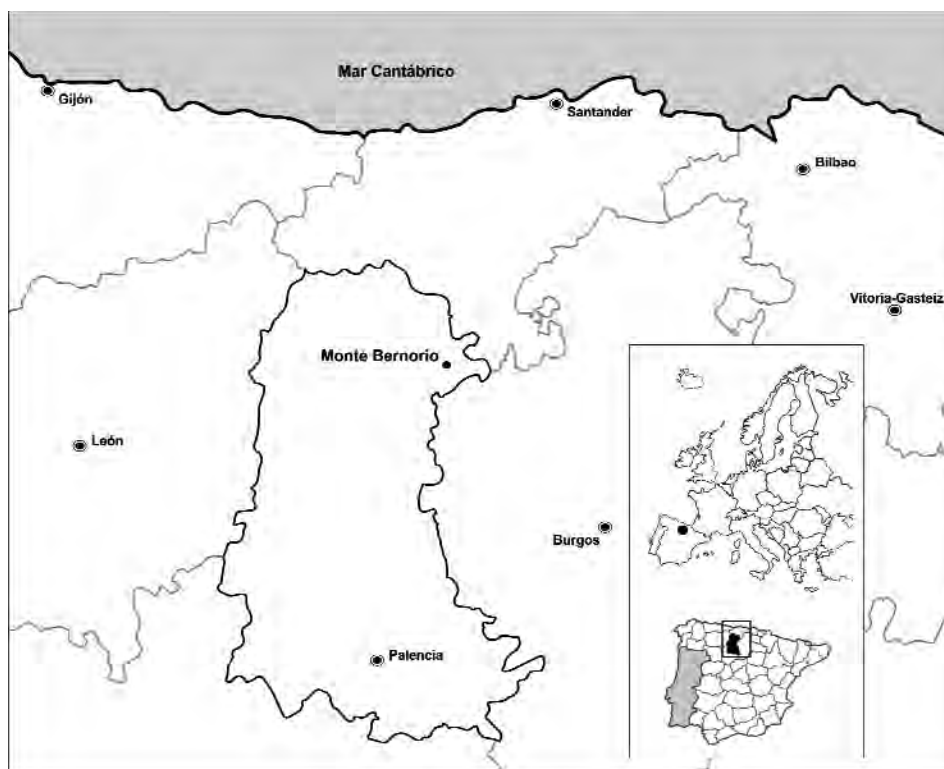 Mar Cantábrico
Gijón
Santander
Bilbao
Vitoria-Gasteiz
Monte Bernorio
León
Burgos
Palencia